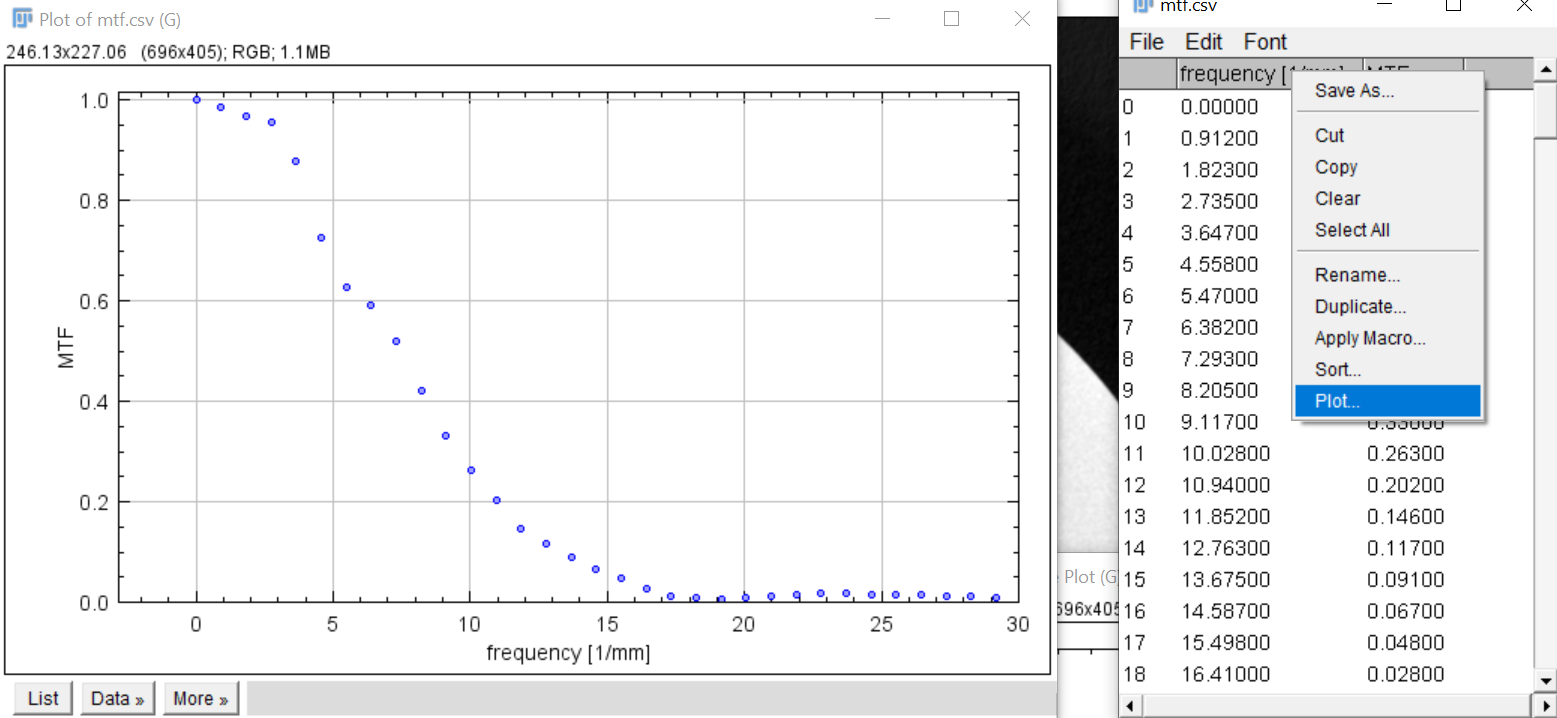 Plot of mtf.csv (G)
246.13x227.06 (696x405); RGB; 1.1MB
1.0
0.8
0.6
0.4
0.2
0.0
MTF
0 5 10 15 20 25 30
frequency [1/mm]
List Data » More »
mtf.csv
File Edit Font
frequency [1/mm] MTF
0 0.00000
1 0.91200
2 1.82300
3 2.73500
4 3.64700
5 4.55800
6 5.47000
7 6.38200
8 7.29300
9 8.20500
10 9.11700 0.33000
11 10.02800 0.26300
12 10.94000 0.20200
13 11.85200 0.14600
14 12.76300 0.11700
15 13.67500 0.09100
16 14.58700 0.06700
17 15.49800 0.04800
18 16.41000 0.02800
Save As...
Cut
Copy
Clear
Select All
Rename...
Duplicate...
Apply Macro...
Sort...
Plot...
Plot (G
696x405